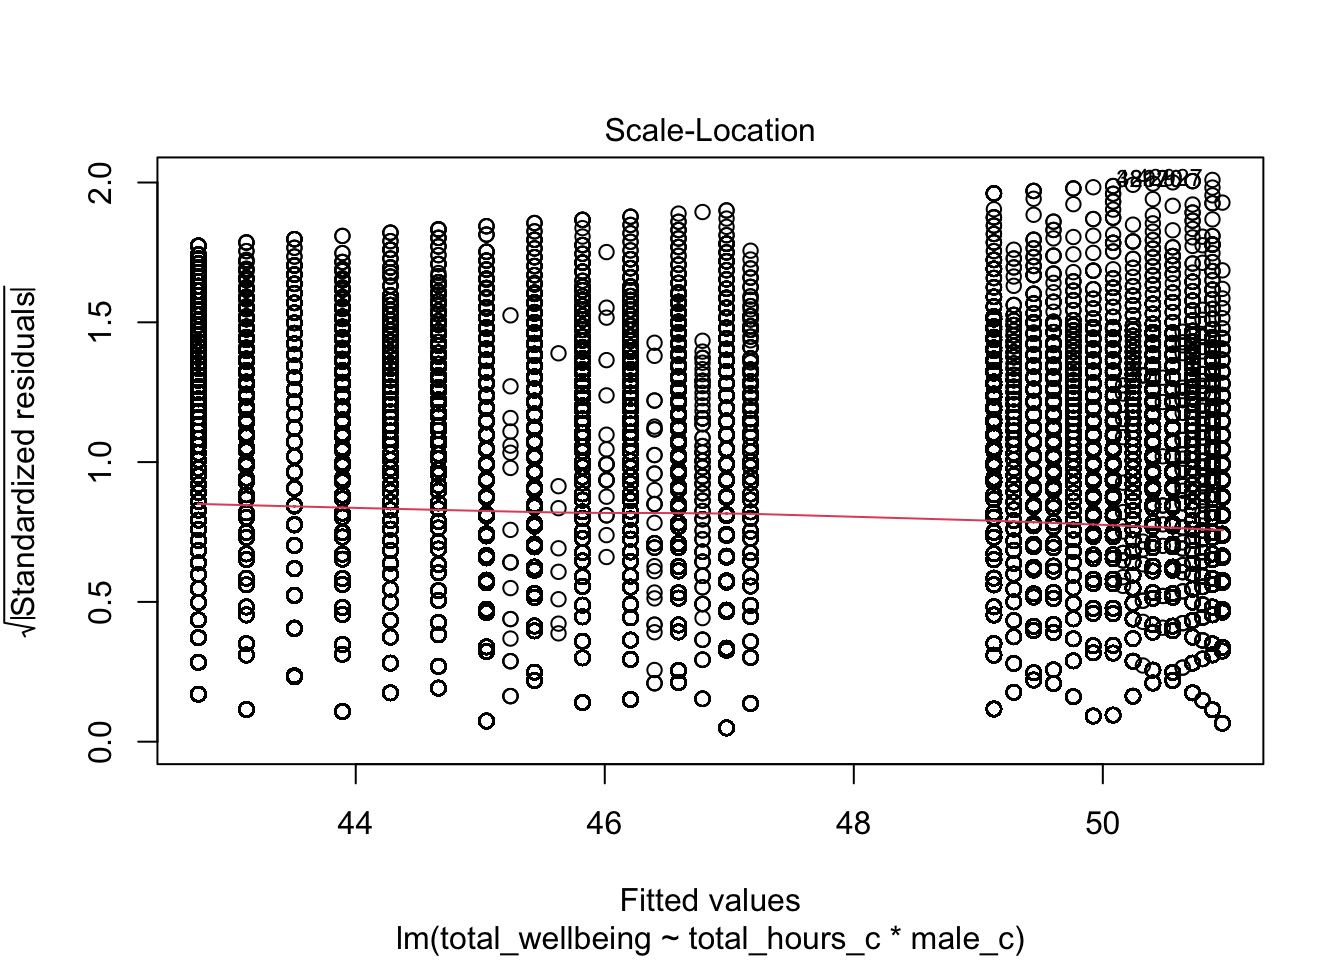 Scale-Location
√|Standardized residuals|
2.0
1.5
1.0
0.5
0.0
44 46 48 50
Fitted values
lm(total_wellbeing ~ total_hours_c * male_c)